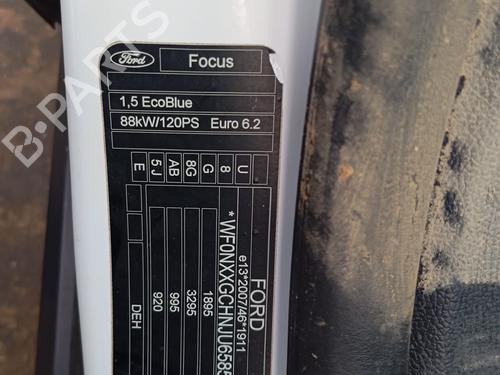 Ford
Focus
1,5 EcoBlue
88kW/120PS Euro 6.2
FORD
e13*2007/46*1911
*WF0NXXGCHNJU6585
1895
3295
995
920
DEH
U
8
G
8G
AB
5J
E
B-PARTS